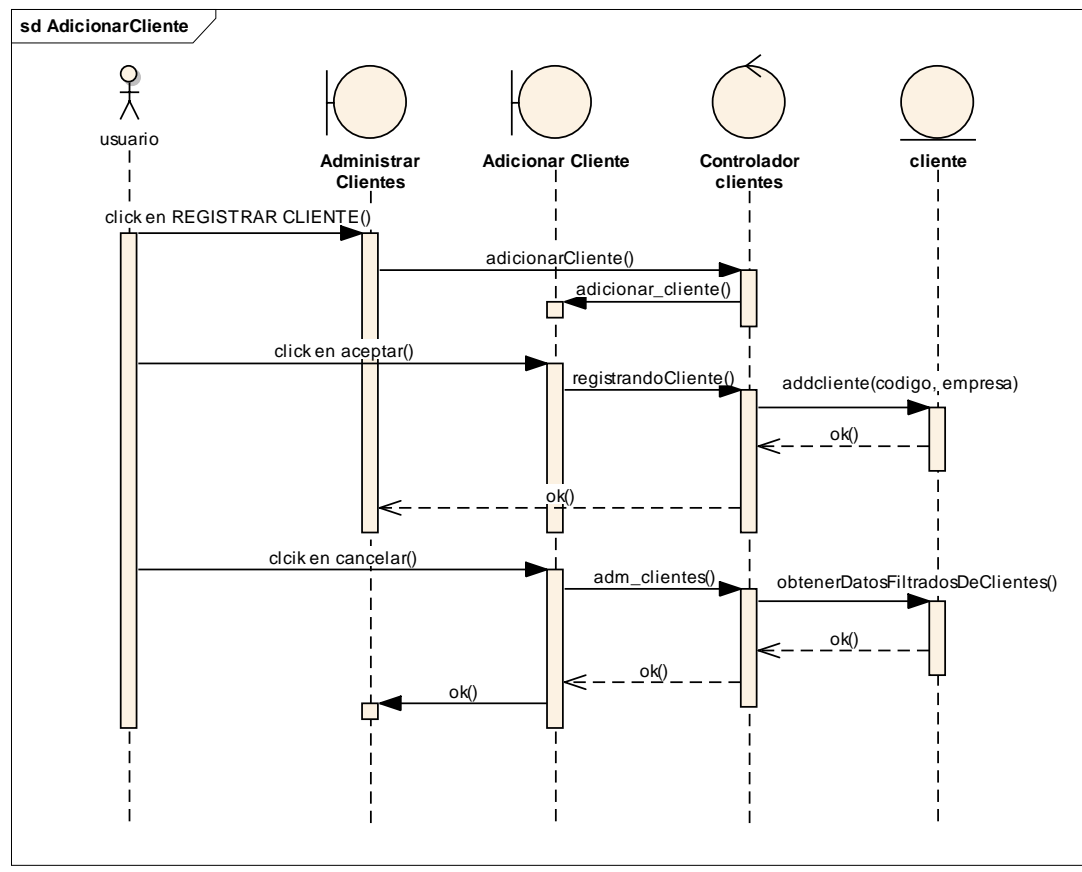 sd AdicionarCliente
usuario
Administrar
Clientes
Adicionar Cliente
Controlador
clientes
cliente
click en REGISTRAR CLIENTE()
adicionarCliente()
adicionar_cliente()
click en aceptar()
registrandoCliente()
addcliente(codigo, empresa)
ok()
ok()
clcik en cancelar()
adm_clientes()
obtenerDatosFiltradosDeClientes()
ok()
ok()
ok()